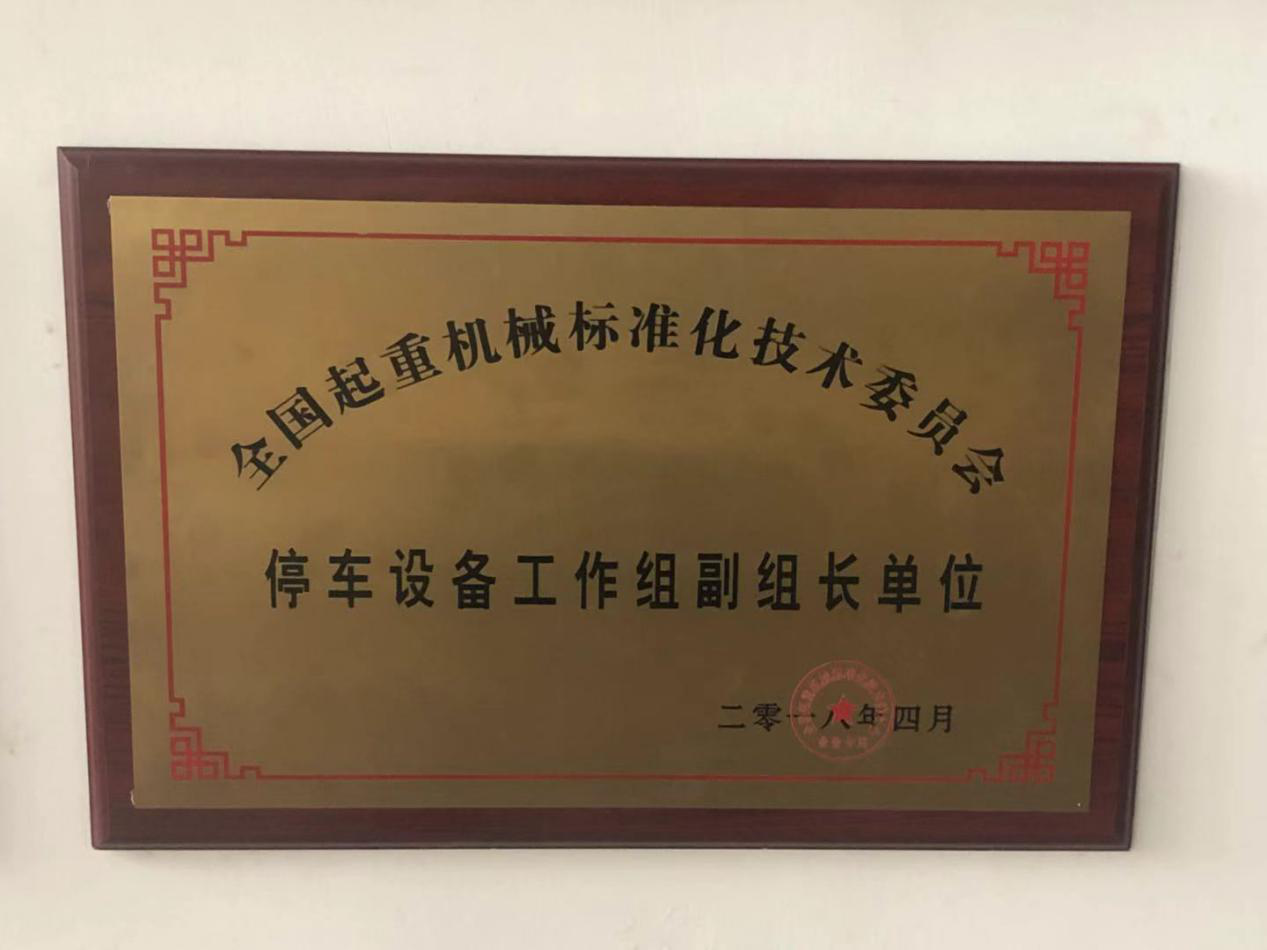 全国起重机械标准化技术委员会
停车设备工作组副组长单位
二零一八年四月